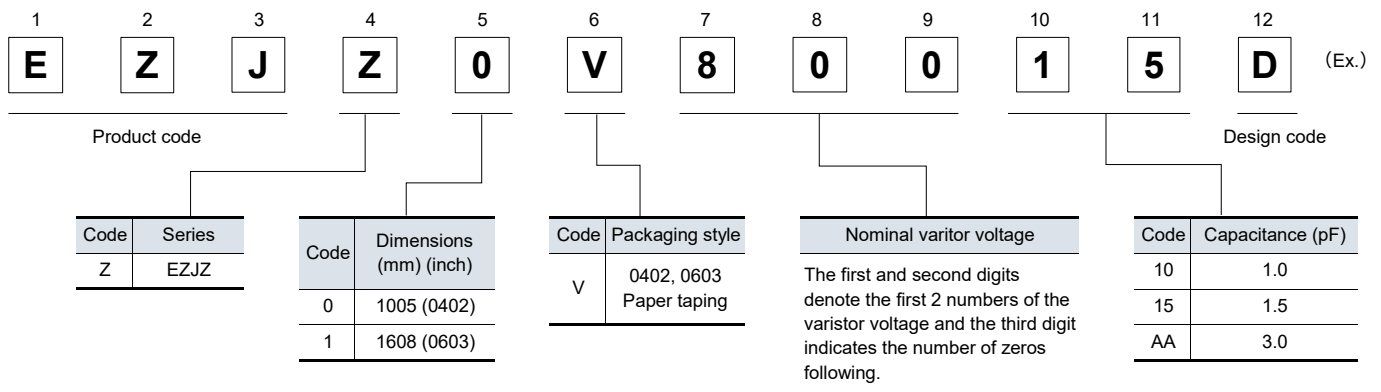 1 2 3 4 5 6 7 8 9 10 11 12
E Z J Z 0 V 8 0 0 1 5 D (Ex.)
Product code
Design code
Code Series
Z EZJZ
Code Dimensions
(mm) (inch)
0 1005 (0402)
1 1608 (0603)
Code Packaging style
V 0402, 0603
Paper taping
Nominal varitor voltage
The first and second digits
denote the first 2 numbers of the
varistor voltage and the third digit
indicates the number of zeros
following.
Code Capacitance (pF)
10 1.0
15 1.5
AA 3.0